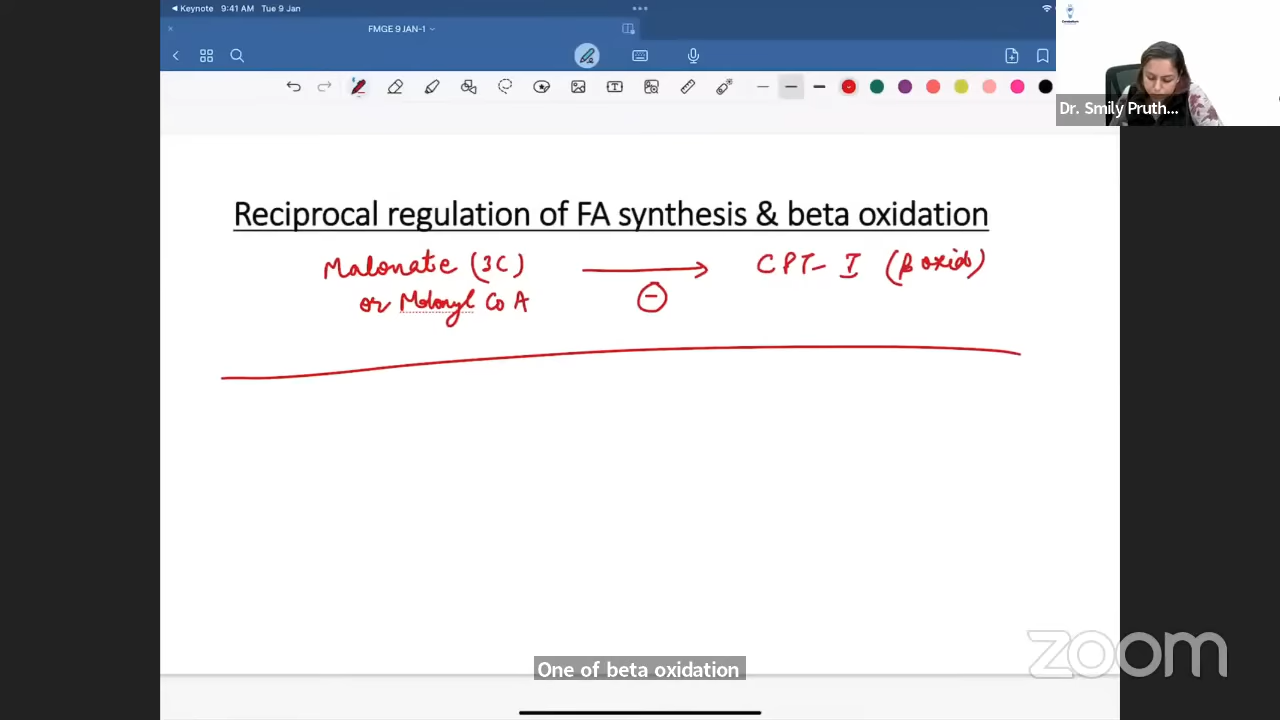 Keynote 9:41 AM Tue 9 Jan
FMGE 9 JAN-1
Dr. Smily Pruth...
Reciprocal regulation of FA synthesis & beta oxidation
Malonate (3C) CPT- I (β oxid)
or Malonyl Co A
One of beta oxidation
zoom